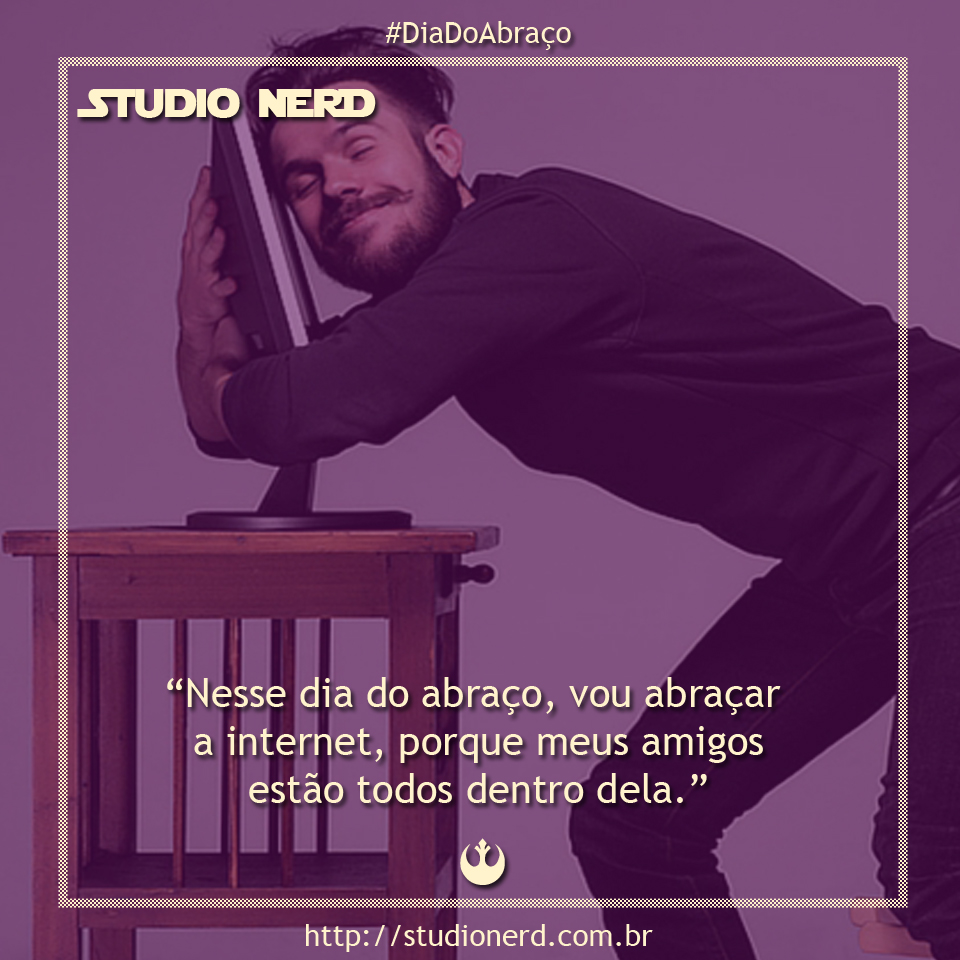 #DiaDoAbraço
STUDIO NERD
“Nesse dia do abraço, vou abraçar
a internet, porque meus amigos
estão todos dentro dela.”
http://studionerd.com.br